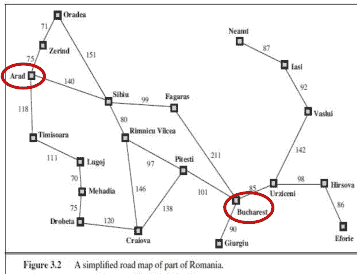 Oradea
71
Neamt
Zerind
87
75
151
Iasi
Arad
140
92
Sibiu
99
Fagaras
118
80
Vaslui
Rimnicu Vilcea
Timisoara
111
Lugoj
97
Pitesti
211
142
70
98
Hirsova
85
Mehadia
146
101
Urziceni
75
138
86
Bucharest
Drobeta
120
90
Craiova
Giurgiu
Eforie
Figure 3.2 A simplified road map of part of Romania.